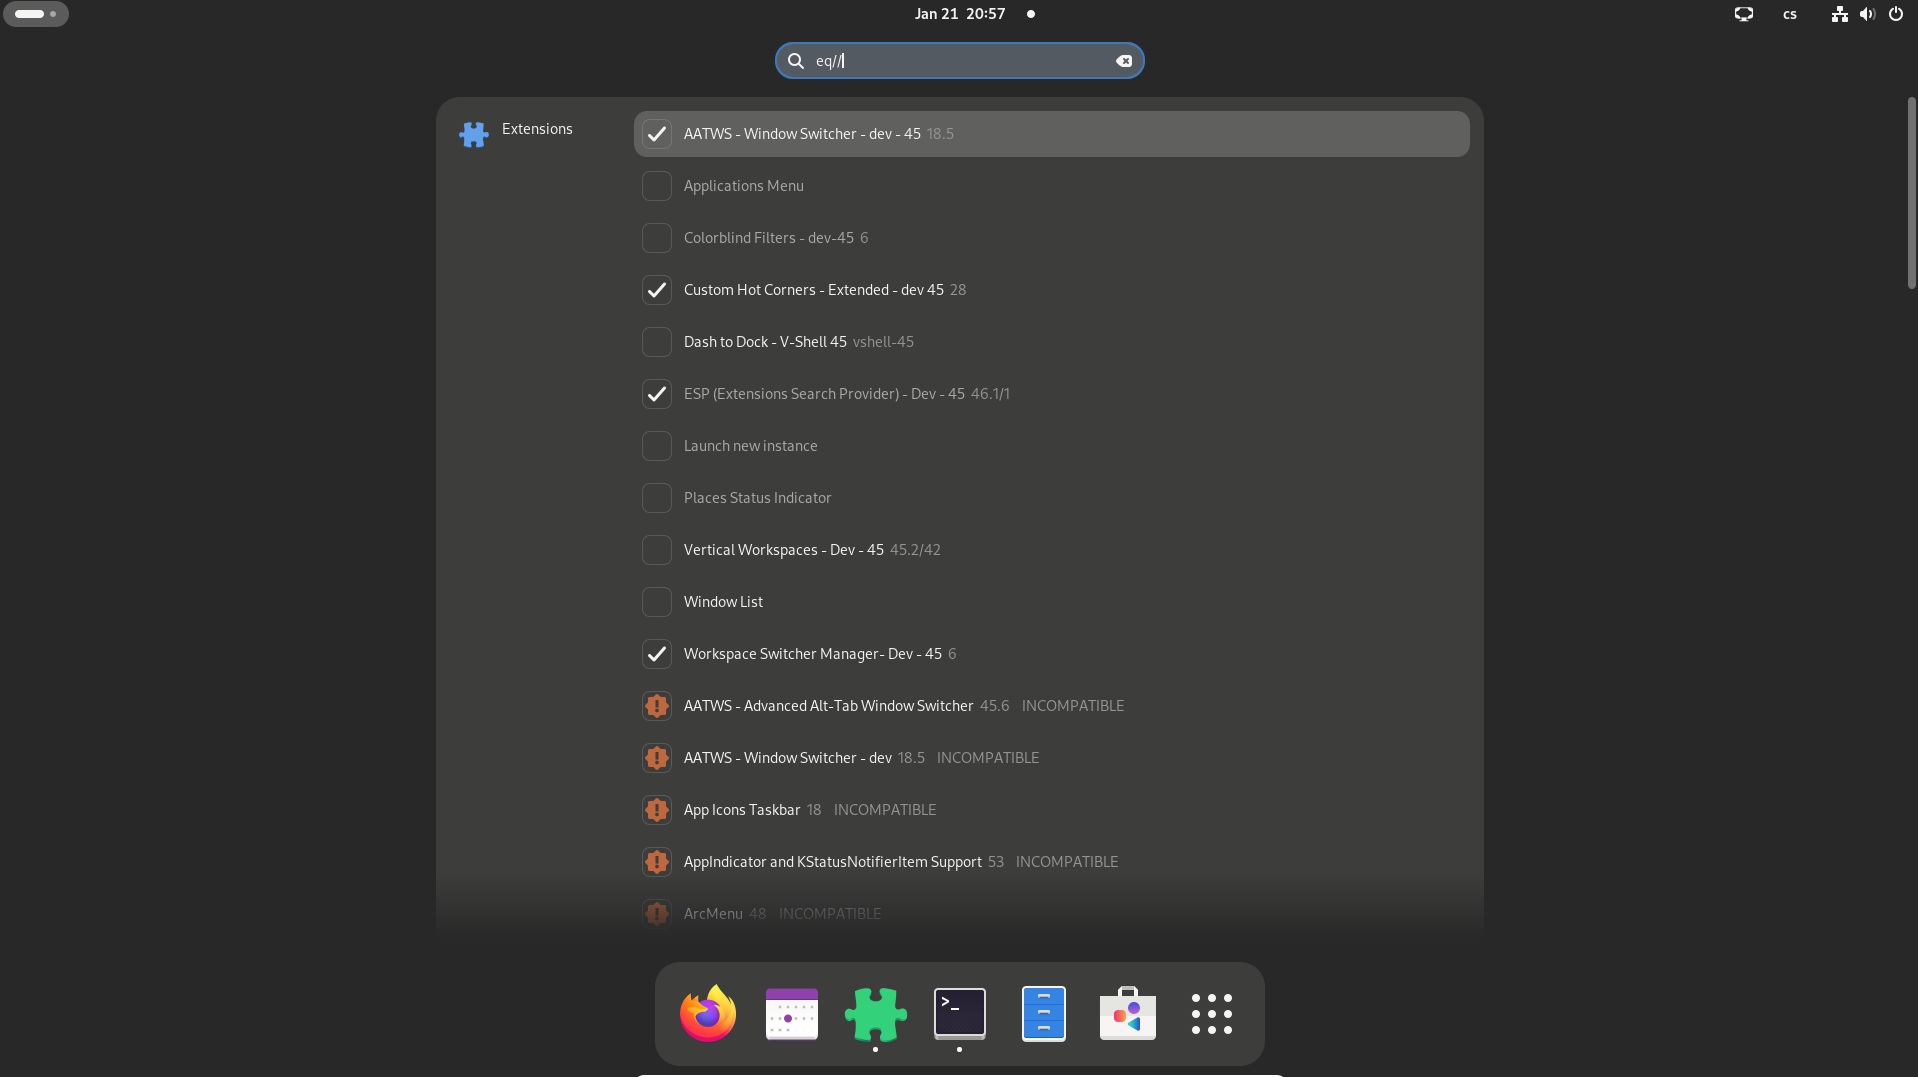 Jan 21 20:57
cs
eq//
Extensions
AATWS - Window Switcher - dev - 45 18.5
Applications Menu
Colorblind Filters - dev-45 6
Custom Hot Corners - Extended - dev 45 28
Dash to Dock - V-Shell 45 vshell-45
ESP (Extensions Search Provider) - Dev - 45 46.1/1
Launch new instance
Places Status Indicator
Vertical Workspaces - Dev - 45 45.2/42
Window List
Workspace Switcher Manager- Dev - 45 6
AATWS - Advanced Alt-Tab Window Switcher 45.6 INCOMPATIBLE
AATWS - Window Switcher - dev 18.5 INCOMPATIBLE
App Icons Taskbar 18 INCOMPATIBLE
AppIndicator and KStatusNotifierItem Support 53 INCOMPATIBLE
ArcMenu 48 INCOMPATIBLE
>_